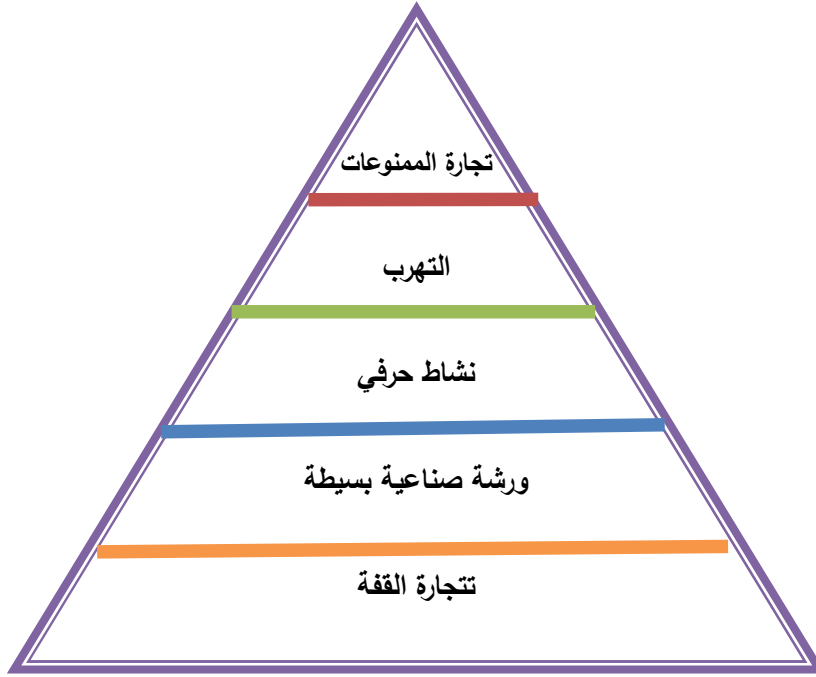 تجارة الممنوعات
التهرب
نشاط حرفي
ورشة صناعية بسيطة
تتجارة القفة